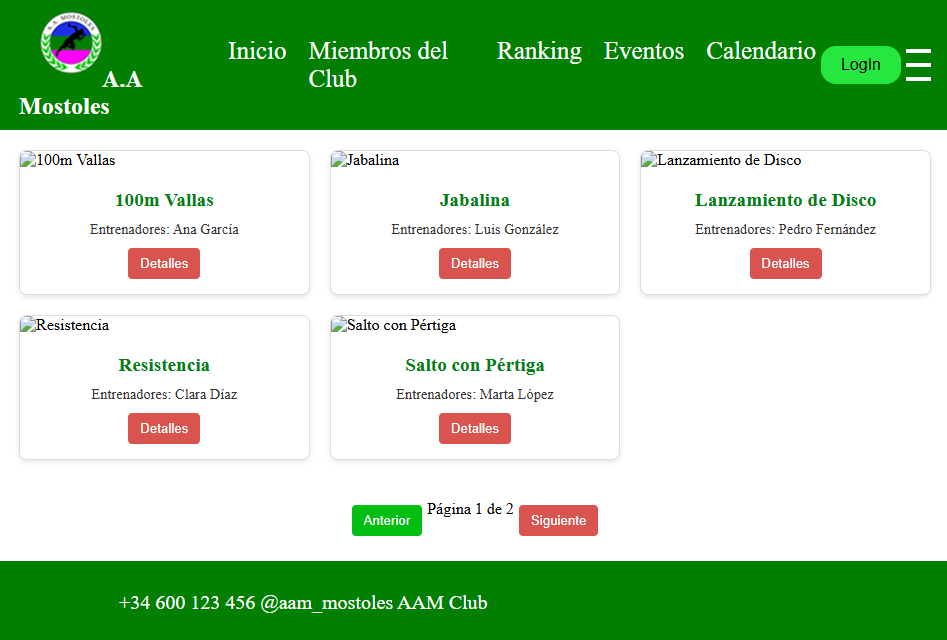 A.A. MOSTOLES
A.A
Mostoles
Inicio
Miembros del
Club
Ranking
Eventos
Calendario
LogIn
100m Vallas
100m Vallas
Entrenadores: Ana García
Detalles
Jabalina
Jabalina
Entrenadores: Luis González
Detalles
Lanzamiento de Disco
Lanzamiento de Disco
Entrenadores: Pedro Fernández
Detalles
Resistencia
Resistencia
Entrenadores: Clara Díaz
Detalles
Salto con Pértiga
Salto con Pértiga
Entrenadores: Marta López
Detalles
Anterior
Página 1 de 2
Siguiente
+34 600 123 456 @aam_mostoles AAM Club